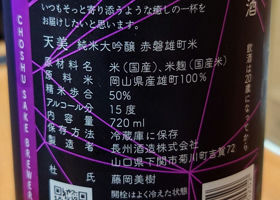 いつもそっと寄り添うような癒しの一杯を
お届けしたいと思います。
天美 純米大吟醸 赤磐雄町米
原材料名 米(国産)、米麹(国産米)
原料米 岡山県産雄町100%
精米歩合 50%
アルコール分 15度
内容量 720ml
保存方法 冷蔵庫に保存
製造者 長州酒造株式会社
山口県下関市菊川町古賀72
杜氏 藤岡美樹
開栓はよく冷えた状態
CHOSHU SAKE BREWER
酒
飲酒は20歳になってから